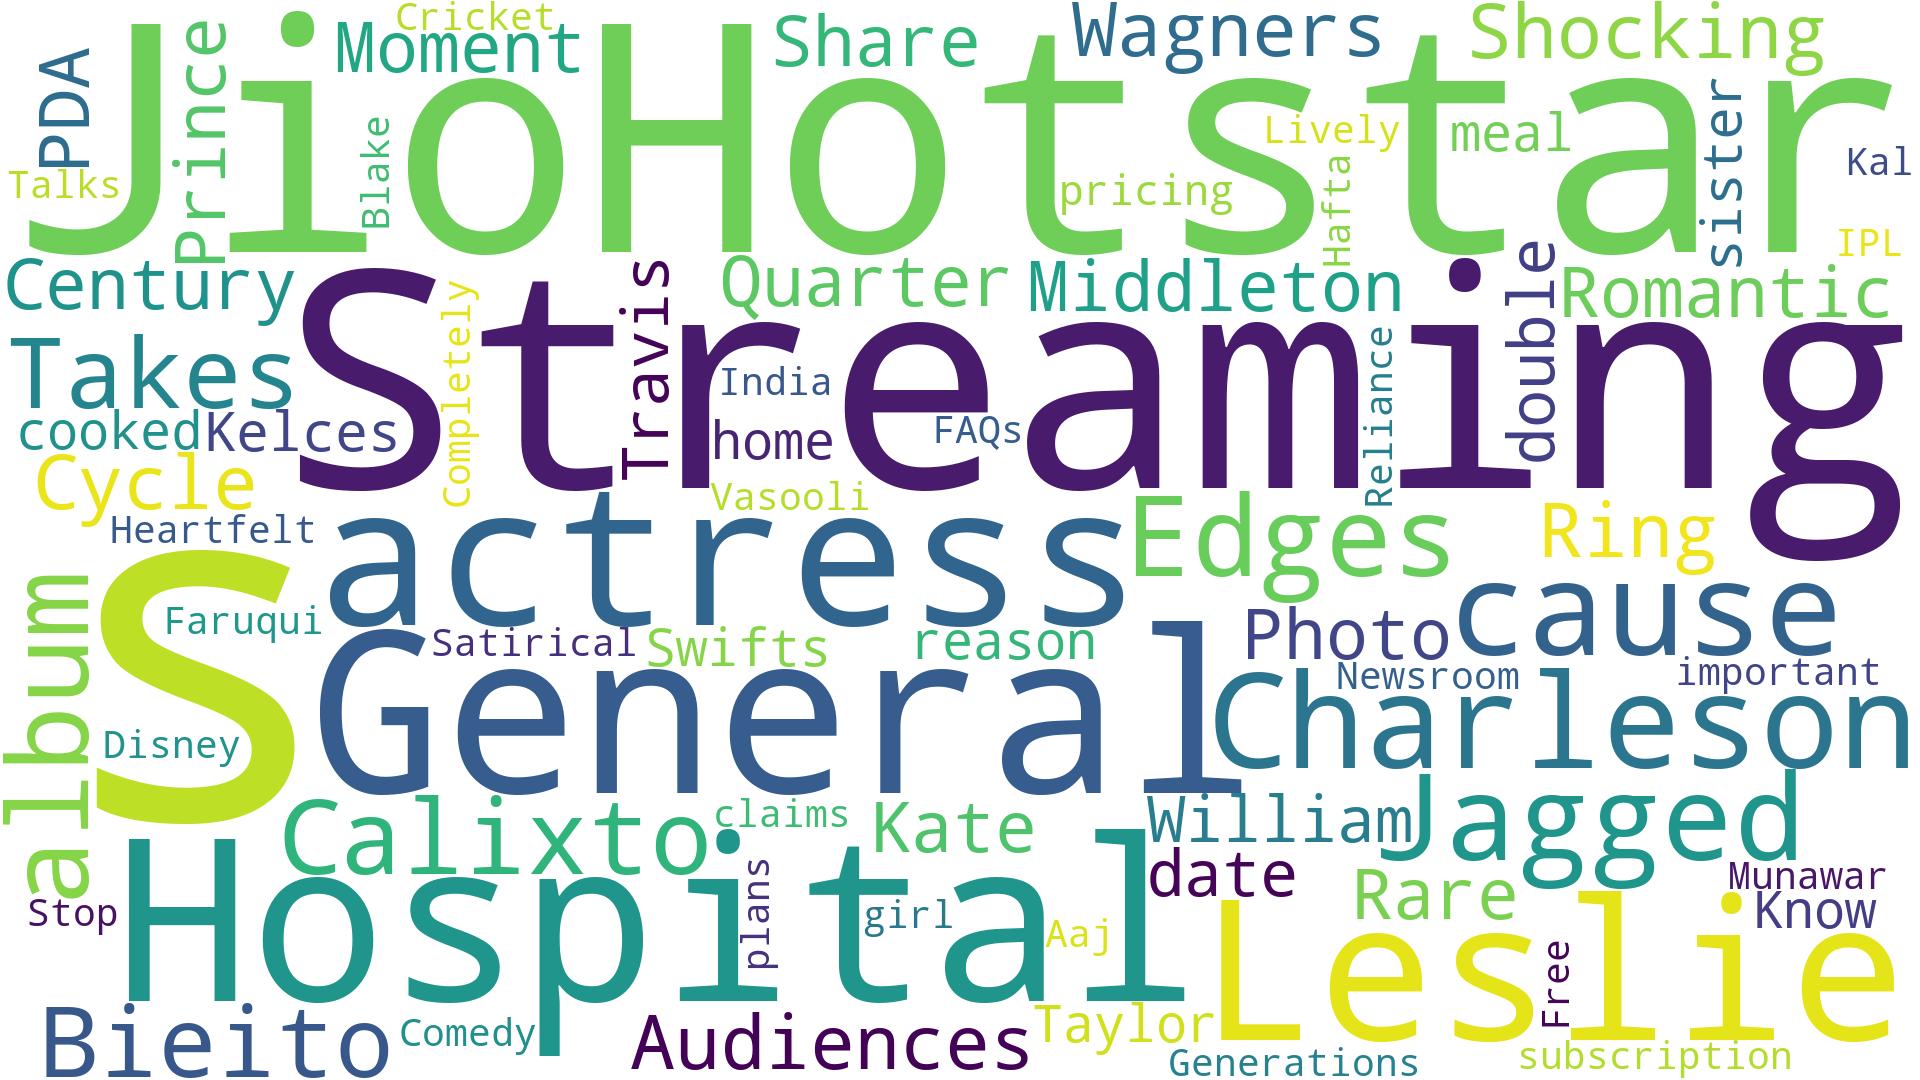 Cricket
Moment
Share
Wagners
Shocking
PDA
Prince
JioHotstar
Talks
Blake
Lively
meal
sister
Kal
pricing
Hafta
IPL
Century
Quarter
Middleton
double
Romantic
Travis
Completely
Streaming
Takes
India
Reliance
cooked
Kelces
home
FAQs
Cycle
Vasooli
Heartfelt
actress
Edges
Ring
album
S
Faruqui
Satirical
Swifts
reason
Photo
cause
General
Newsroom
important
Disney
Charleson
Calixto
claims
Kate
William
Jagged
Hospital
plans
girl
Aaj
date
Rare
Munawar
Know
Stop
Leslie
Free
Bieito
Comedy
Audiences
Taylor
Generations
subscription